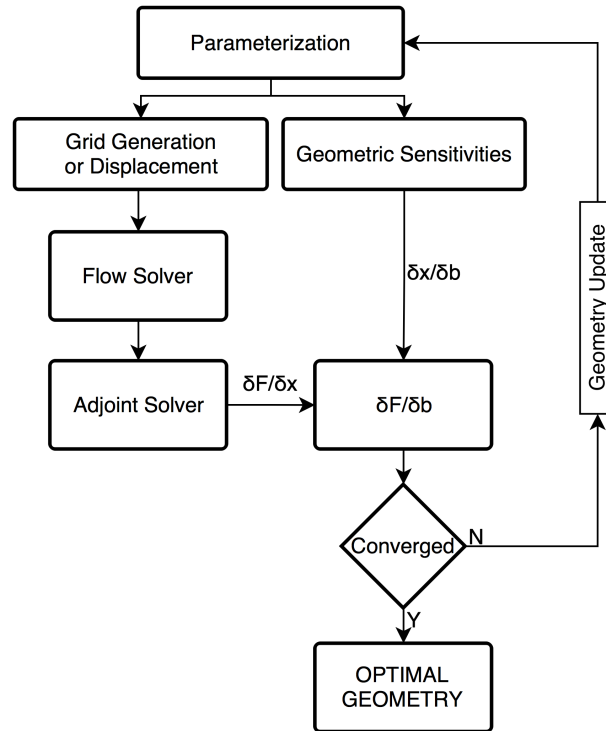 Parameterization
Grid Generation
or Displacement
Geometric Sensitivities
Flow Solver
δx/δb
Geometry Update
Adjoint Solver
δF/δx
δF/δb
Converged
N
Y
OPTIMAL
GEOMETRY